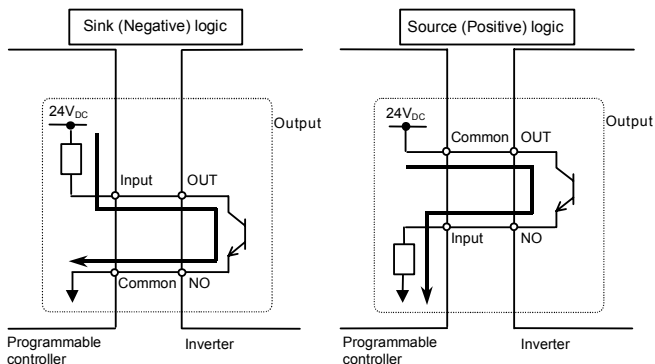 Sink (Negative) logic
24VDC
Output
Input
OUT
Common
NO
Programmable
controller
Inverter
Source (Positive) logic
24VDC
Common
OUT
Output
Input
NO
Programmable
controller
Inverter